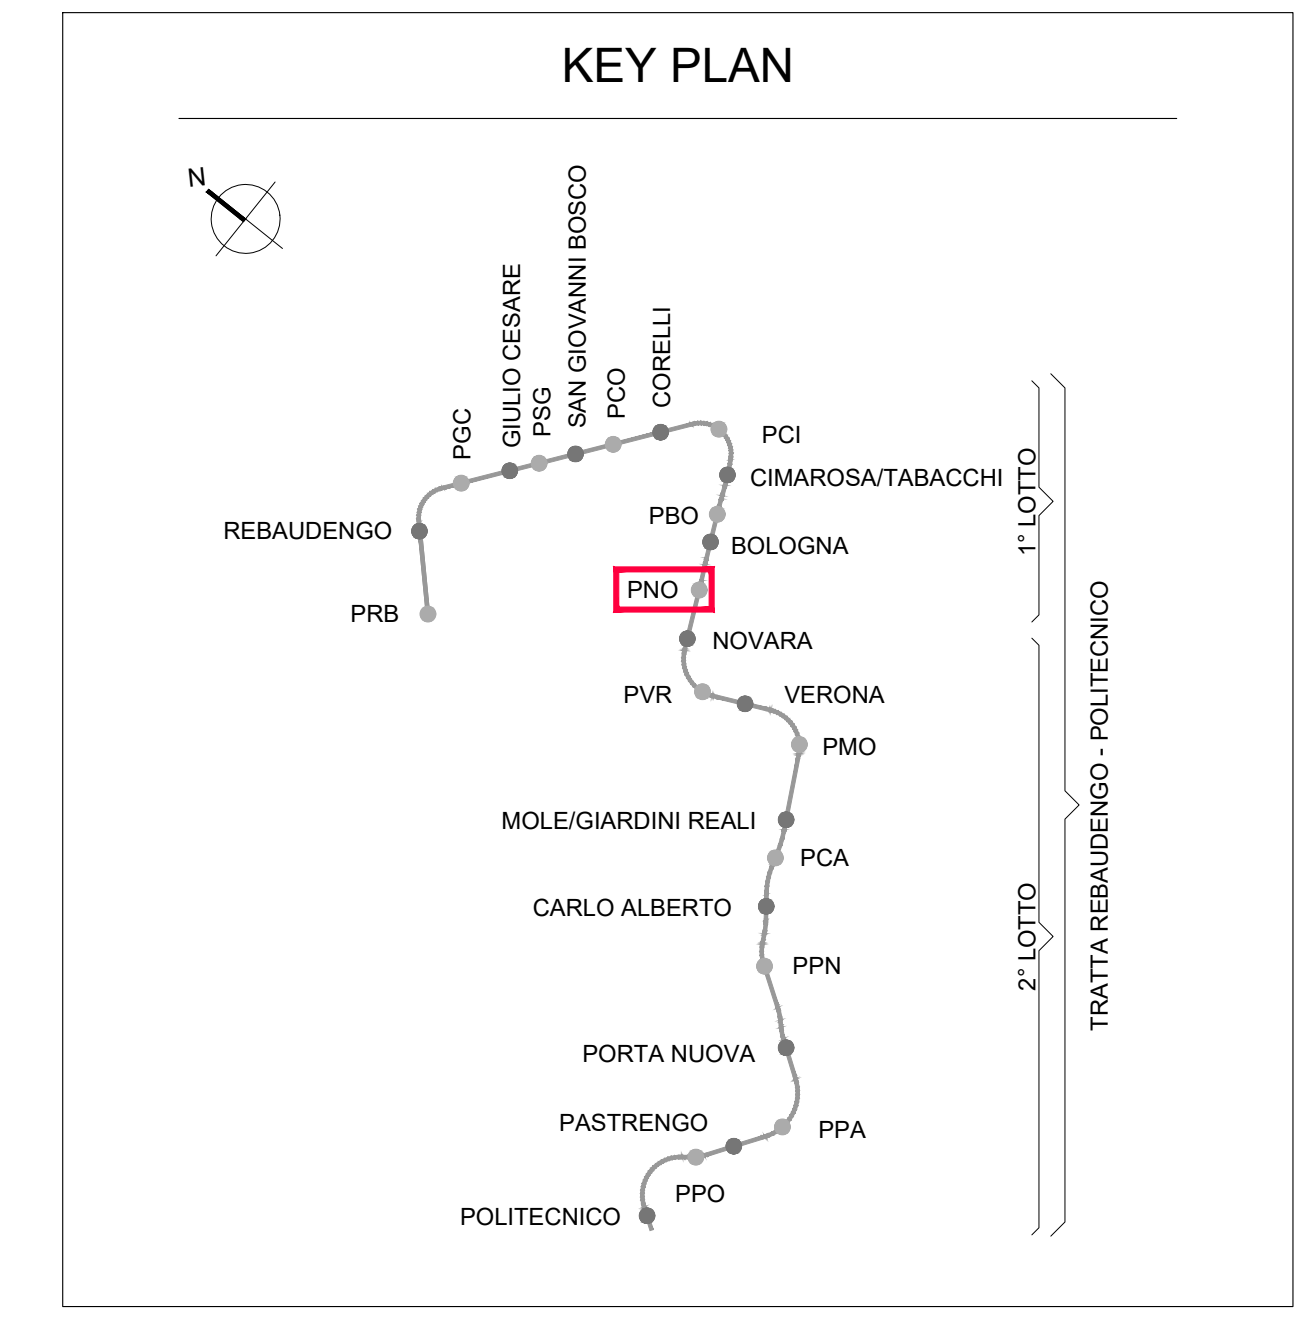 KEY PLAN
N
PGC
GIULIO CESARE
PSG
SAN GIOVANNI BOSCO
PCO
CORELLI
PCI
CIMAROSA/TABACCHI
PBO
REBAUDENGO
BOLOGNA
PNO
PRB
NOVARA
PVR
VERONA
PMO
MOLE/GIARDINI REALI
PCA
CARLO ALBERTO
PPN
PORTA NUOVA
PASTRENGO
PPA
PPO
POLITECNICO
1° LOTTO
2° LOTTO
TRATTA REBAUDENGO - POLITECNICO